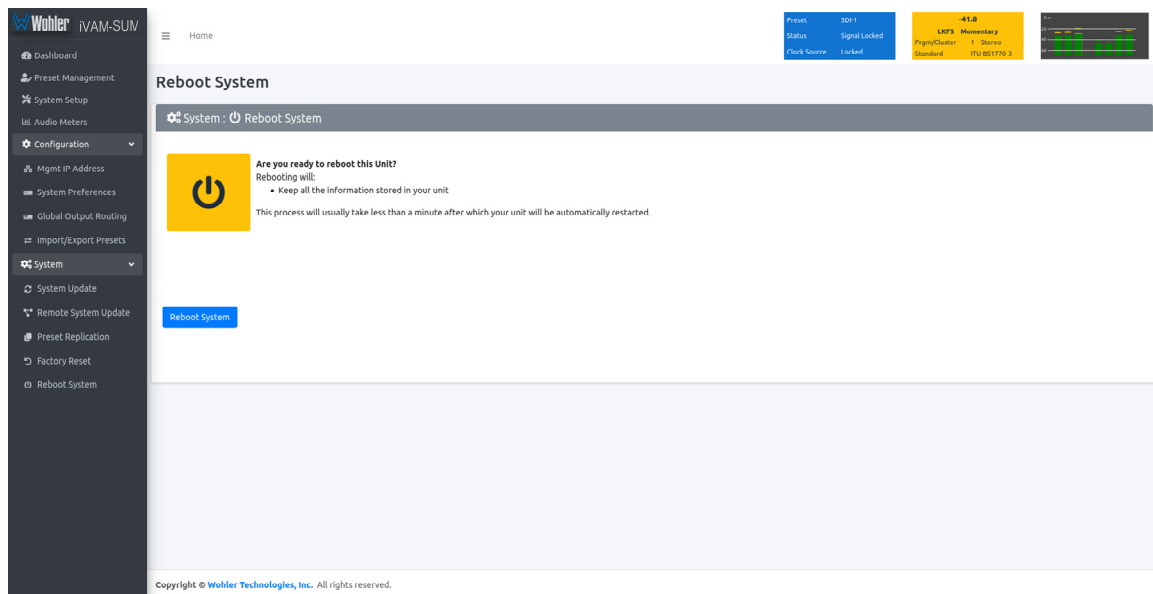 Wohler iVAM-SUM
Dashboard
Preset Management
System Setup
Audio Meters
Configuration
Mgmt IP Address
System Preferences
Global Output Routing
Import/Export Presets
System
System Update
Remote System Update
Preset Replication
Factory Reset
Reboot System
Home
Preset SDI-1
Status Signal Locked
Clock Source Locked
-41.0
LKFS Momentary
Prgm/Cluster 1 Stereo
Standard ITU BS1770 3
Reboot System
System : Reboot System
Are you ready to reboot this Unit?
Rebooting will:
Keep all the information stored in your unit
This process will usually take less than a minute after which your unit will be automatically restarted.
Reboot System
Copyright © Wohler Technologies, Inc. All rights reserved.